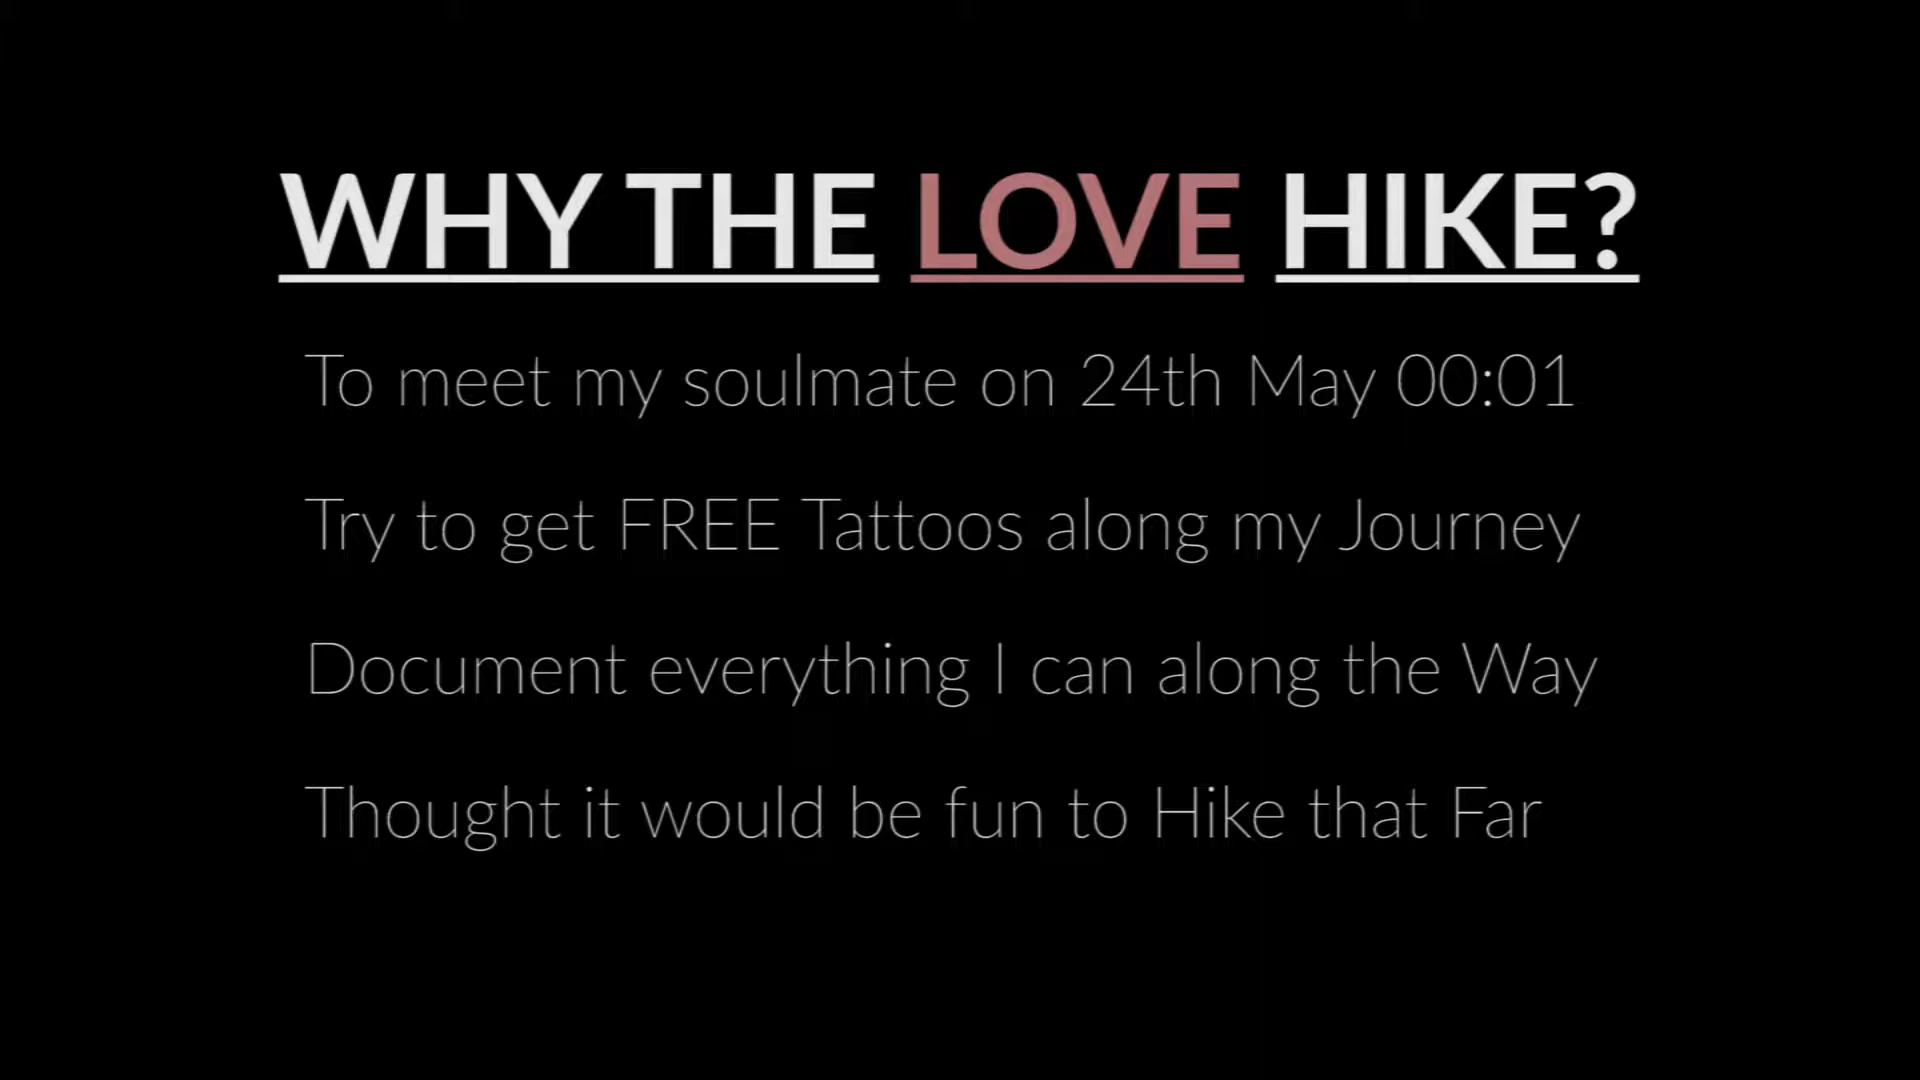 WHY THE LOVE HIKE?
To meet my soulmate on 24th May 00:01
Try to get FREE Tattoos along my Journey
Document everything I can along the Way
Thought it would be fun to Hike that Far